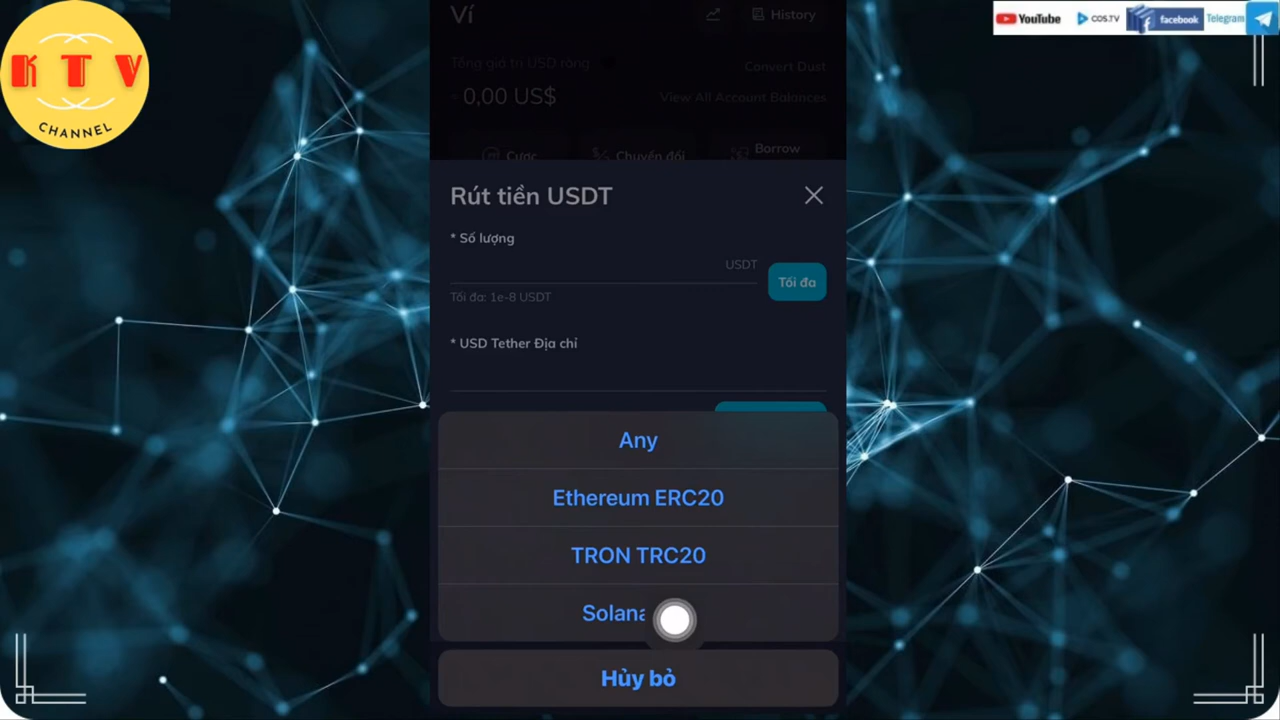 K T V
CHANNEL
YouTube COS.TV facebook Telegram
Ví
History
Tổng giá trị USD ròng
Convert Dust
0,00 US$
View All Account Balances
Cược
Chuyển đổi
Borrow
Rút tiền USDT
* Số lượng
USDT
Tối đa
Tối đa: 1e-8 USDT
* USD Tether Địa chỉ
Any
Ethereum ERC20
TRON TRC20
Solana
Hủy bỏ